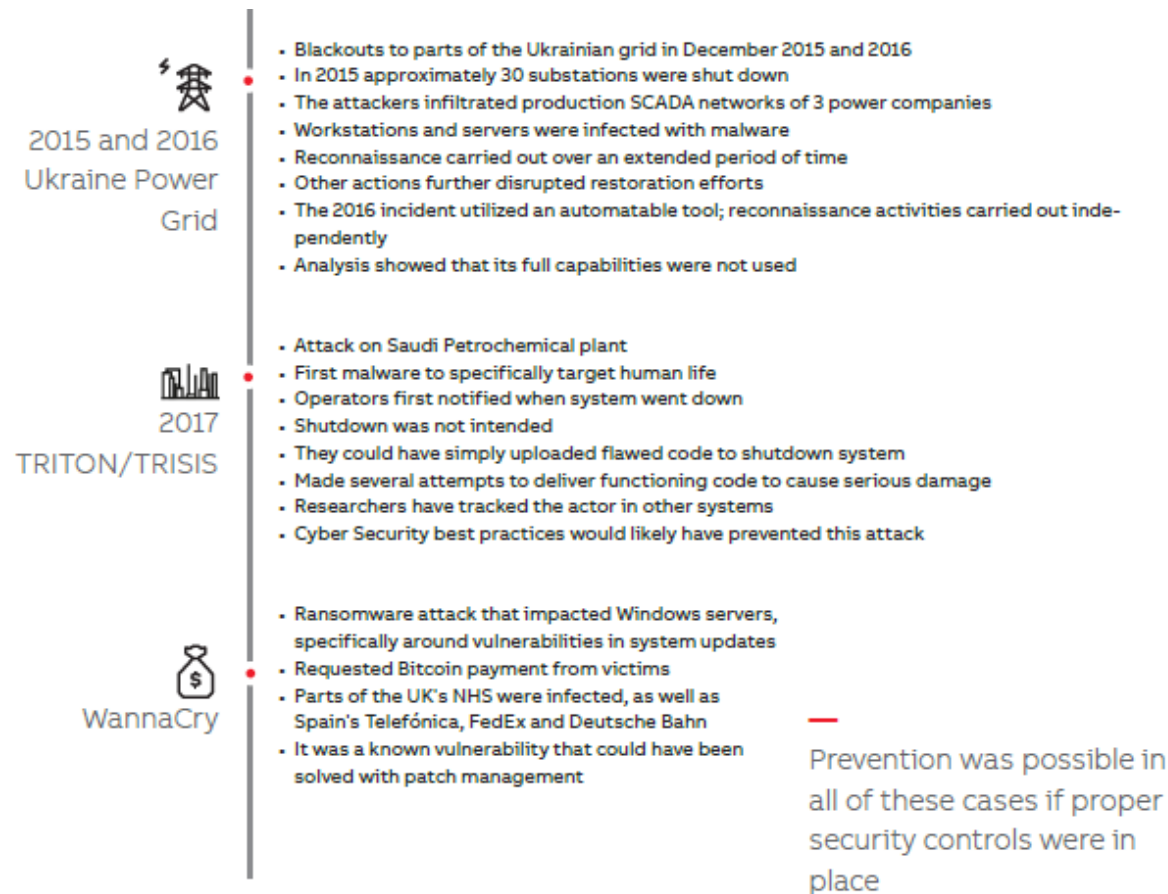 2015 and 2016
Ukraine Power
Grid
• Blackouts to parts of the Ukrainian grid in December 2015 and 2016
• In 2015 approximately 30 substations were shut down
• The attackers infiltrated production SCADA networks of 3 power companies
• Workstations and servers were infected with malware
• Reconnaissance carried out over an extended period of time
• Other actions further disrupted restoration efforts
• The 2016 incident utilized an automatable tool; reconnaissance activities carried out inde-
pendently
• Analysis showed that its full capabilities were not used
2017
TRITON/TRISIS
• Attack on Saudi Petrochemical plant
• First malware to specifically target human life
• Operators first notified when system went down
• Shutdown was not intended
• They could have simply uploaded flawed code to shutdown system
• Made several attempts to deliver functioning code to cause serious damage
• Researchers have tracked the actor in other systems
• Cyber Security best practices would likely have prevented this attack
$
WannaCry
• Ransomware attack that impacted Windows servers,
specifically around vulnerabilities in system updates
• Requested Bitcoin payment from victims
• Parts of the UK's NHS were infected, as well as
Spain's Telefónica, FedEx and Deutsche Bahn
• It was a known vulnerability that could have been
solved with patch management
Prevention was possible in
all of these cases if proper
security controls were in
place